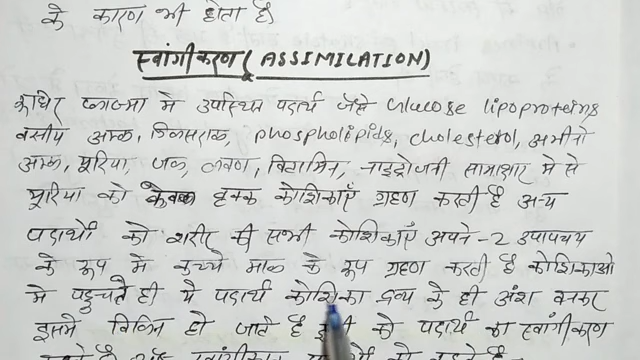 के कारण भी होता है
स्वांगीकरण (ASSIMILATION)
रूधिर प्लाज्मा में उपस्थित पदार्थ जैसे Glucose lipoproteins
वसीय अम्ल, ग्लिसरॉल, phospholipids, cholesterol, अमीनो
अम्ल, यूरिया, जल, लवण, विटामिन, नाइट्रोजनी में से
यूरिया को केवल वृक्क कोशिकाएँ ग्रहण करती है अन्य
पदार्थो को शरीर की सभी कोशिकाएँ अपने-2 उपापचय
के रूप में कच्चे माल के रूप ग्रहण करती है कोशिकाओ
मे पहुचते ही ये पदार्थ कोशिका द्रव्य के ही अंश बनकर
इसमे विलिन हो जाते है इसी को पदार्थ का स्वांगीकरण